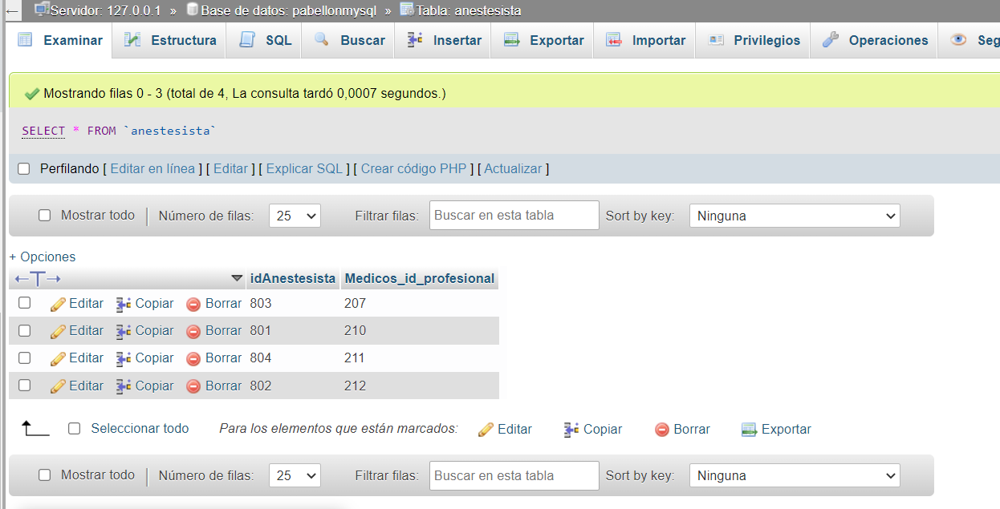 Servidor: 127.0.0.1 » Base de datos: pabellonmysql » Tabla: anestesista
Examinar Estructura SQL Buscar Insertar Exportar Importar Privilegios Operaciones Seg
Mostrando filas 0 - 3 (total de 4, La consulta tardó 0,0007 segundos.)
SELECT * FROM `anestesista`
Perfilando [ Editar en línea ] [ Editar ] [ Explicar SQL ] [ Crear código PHP ] [ Actualizar ]
Mostrar todo Número de filas: 25 Filtrar filas: Buscar en esta tabla Sort by key: Ninguna
+ Opciones
←T→ idAnestesista Medicos_id_profesional
Editar Copiar Borrar 803 207
Editar Copiar Borrar 801 210
Editar Copiar Borrar 804 211
Editar Copiar Borrar 802 212
Seleccionar todo Para los elementos que están marcados: Editar Copiar Borrar Exportar
Mostrar todo Número de filas: 25 Filtrar filas: Buscar en esta tabla Sort by key: Ninguna